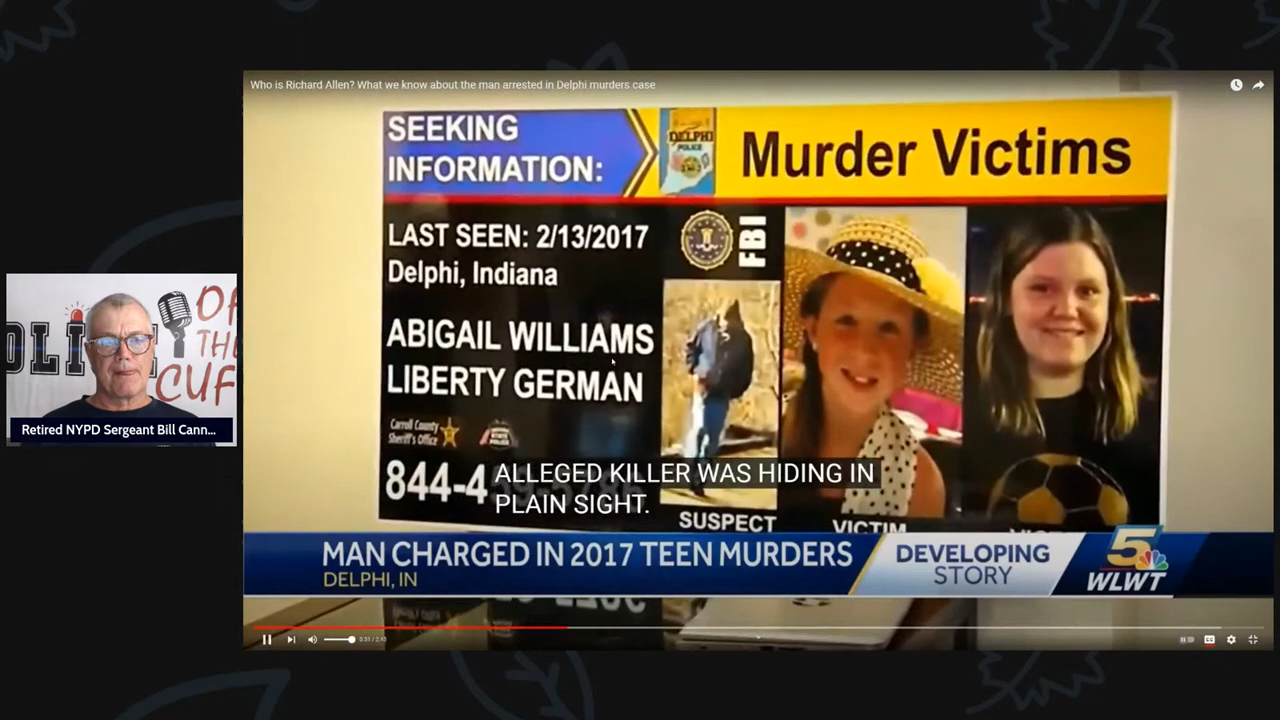 Who is Richard Allen? What we know about the man arrested in Delphi murders case
SEEKING
INFORMATION:
DELPHI
POLICE
Murder Victims
LAST SEEN: 2/13/2017
Delphi, Indiana
FBI
ABIGAIL WILLIAMS
LIBERTY GERMAN
Carroll County
Sheriff's Office
844-4
SUSPECT
VICTIM
ALLEGED KILLER WAS HIDING IN
PLAIN SIGHT.
MAN CHARGED IN 2017 TEEN MURDERS
DELPHI, IN
DEVELOPING
STORY
5
WLWT
OF
THE
CUF
OLI
Retired NYPD Sergeant Bill Cann...